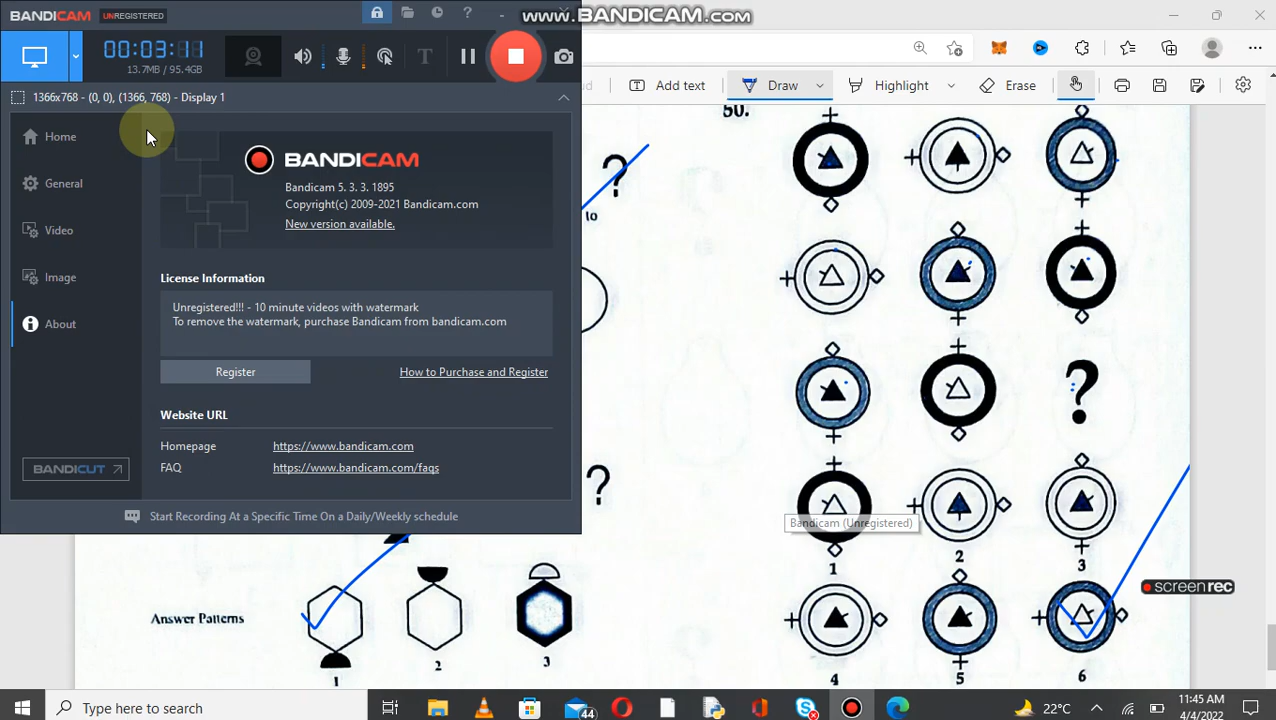 BANDICAM UNREGISTERED
www.BANDICAM.com
00:03:11
13.7MB / 95.4GB
T
1366x768 - (0, 0), (1366, 768) - Display 1
Add text
Draw
Highlight
Erase
Home
General
Video
Image
About
BANDICAM
Bandicam 5. 3. 3. 1895
Copyright(c) 2009-2021 Bandicam.com
New version available.
License Information
Unregistered!!! - 10 minute videos with watermark
To remove the watermark, purchase Bandicam from bandicam.com
Register
How to Purchase and Register
Website URL
Homepage https://www.bandicam.com
FAQ https://www.bandicam.com/faqs
BANDICUT
Start Recording At a Specific Time On a Daily/Weekly schedule
50.
?
to
?
?
Bandicam (Unregistered)
1
2
3
screenrec
Answer Patterns
1
2
3
4
5
6
Type here to search
44
22°C
11:45 AM
4/4/2022